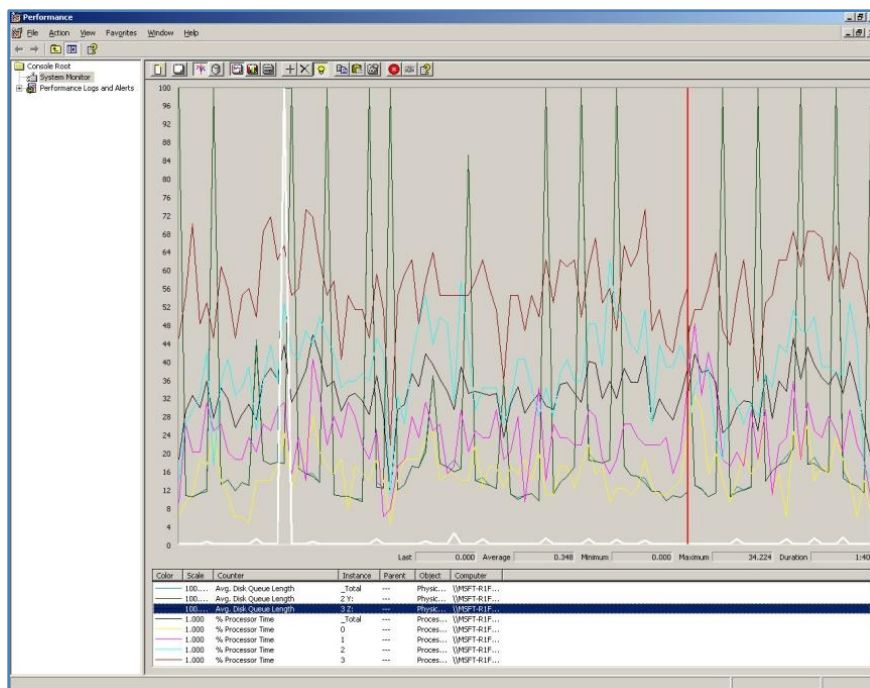 Performance
File Action View Favorites Window Help
Console Root
System Monitor
Performance Logs and Alerts
100
96
92
88
84
80
76
72
68
64
60
56
52
48
44
40
36
32
28
24
20
16
12
8
4
0
Last 0.000 Average 0.348 Minimum 0.000 Maximum 34.224 Duration 1:40
Color Scale Counter Instance Parent Object Computer
100.... Avg. Disk Queue Length _Total --- Physic... \\MSFT-R1F...
100.... Avg. Disk Queue Length 2 Y: --- Physic... \\MSFT-R1F...
100.... Avg. Disk Queue Length 3 Z: --- Physic... \\MSFT-R1F...
1.000 % Processor Time _Total --- Proces... \\MSFT-R1F...
1.000 % Processor Time 0 --- Proces... \\MSFT-R1F...
1.000 % Processor Time 1 --- Proces... \\MSFT-R1F...
1.000 % Processor Time 2 --- Proces... \\MSFT-R1F...
1.000 % Processor Time 3 --- Proces... \\MSFT-R1F...